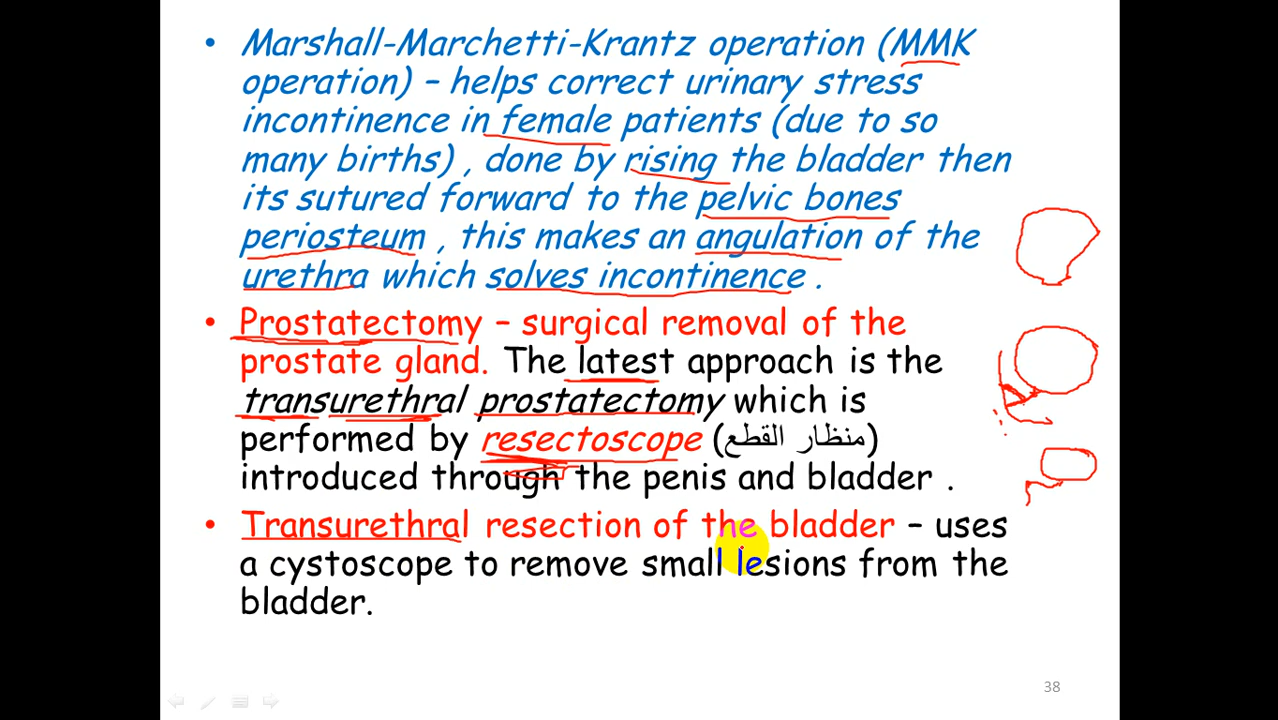 • Marshall-Marchetti-Krantz operation (MMK
operation) – helps correct urinary stress
incontinence in female patients (due to so
many births) , done by rising the bladder then
its sutured forward to the pelvic bones
periosteum , this makes an angulation of the
urethra which solves incontinence .
• Prostatectomy – surgical removal of the
prostate gland. The latest approach is the
transurethral prostatectomy which is
performed by resectoscope (منظار القطع)
introduced through the penis and bladder .
• Transurethral resection of the bladder – uses
a cystoscope to remove small lesions from the
bladder.
38